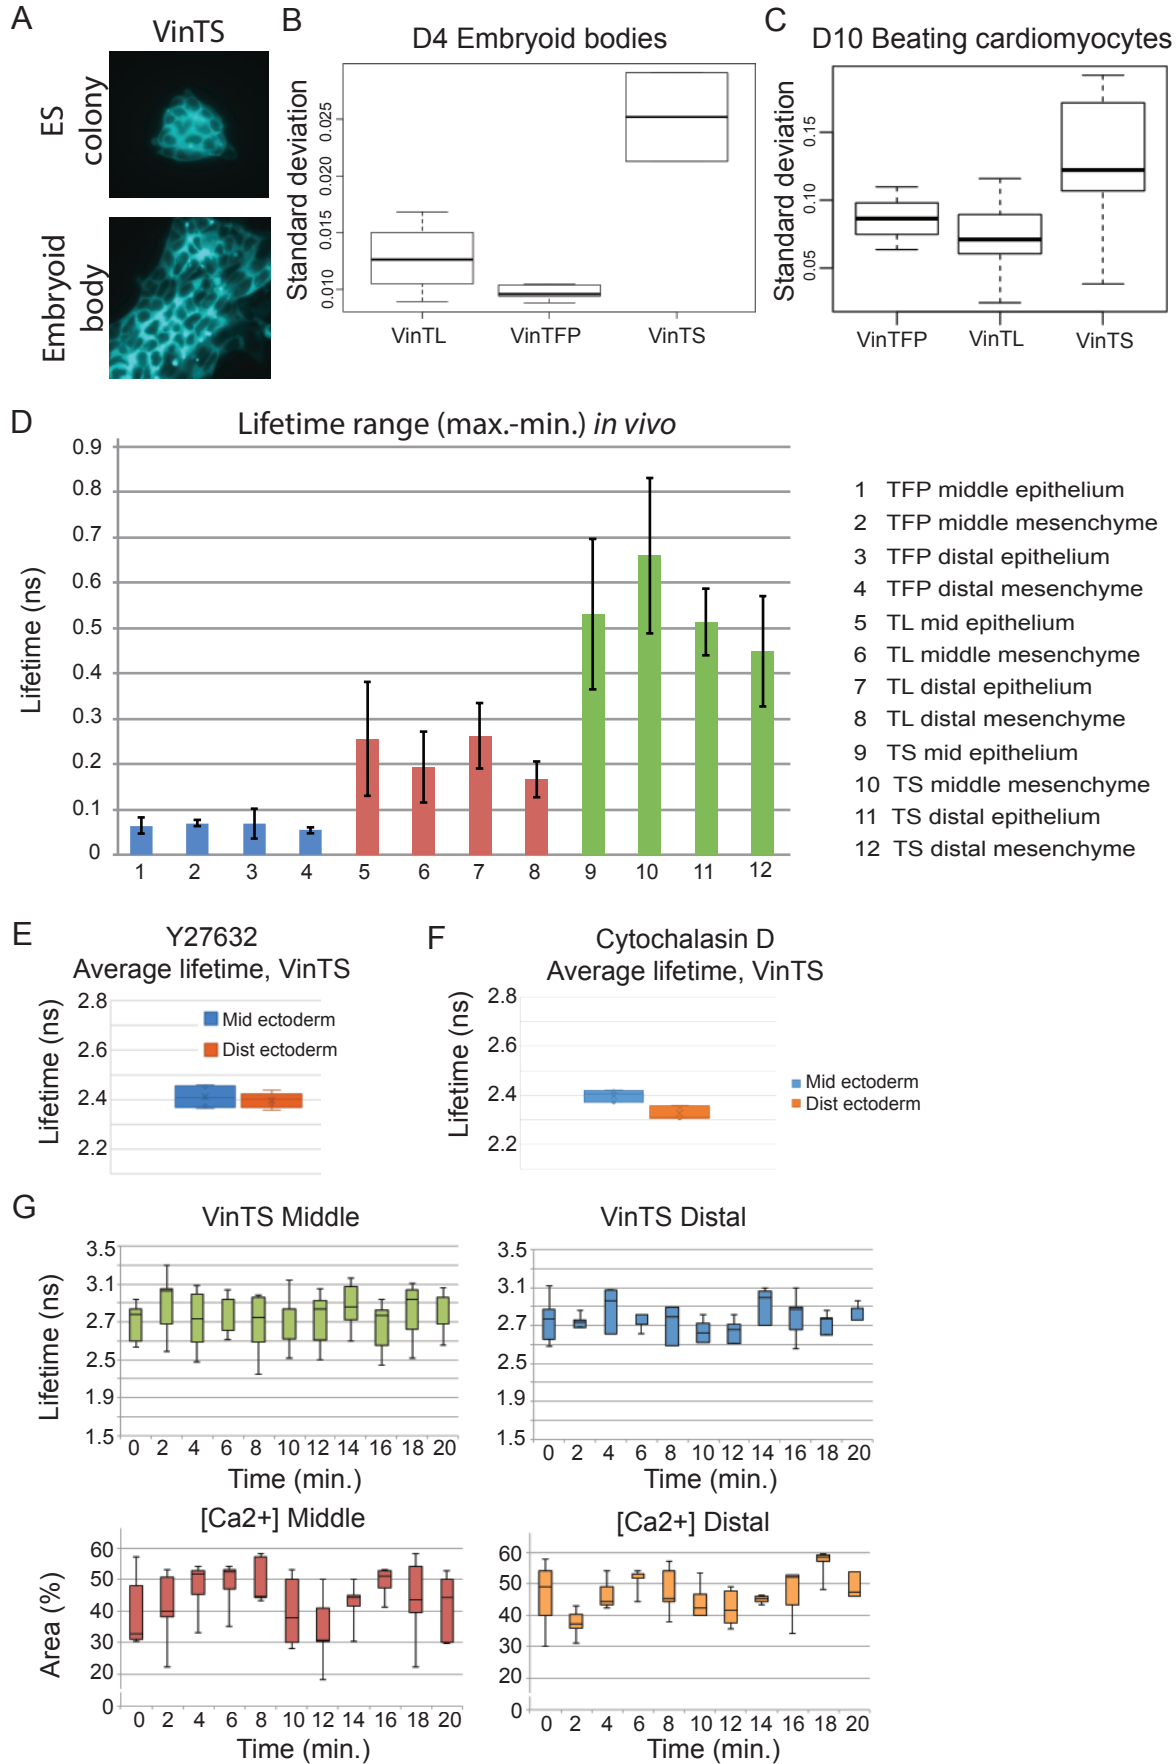 A
VinTS
ES
colony
Embryoid
body
B
D4 Embryoid bodies
Standard deviation
0.025
0.020
0.015
0.010
VinTL
VinTFP
VinTS
C
D10 Beating cardiomyocytes
Standard deviation
0.15
0.10
0.05
VinTFP
VinTL
VinTS
D
Lifetime range (max.-min.) in vivo
Lifetime (ns)
0.9
0.8
0.7
0.6
0.5
0.4
0.3
0.2
0.1
0
1 2 3 4 5 6 7 8 9 10 11 12
1 TFP middle epithelium
2 TFP middle mesenchyme
3 TFP distal epithelium
4 TFP distal mesenchyme
5 TL mid epithelium
6 TL middle mesenchyme
7 TL distal epithelium
8 TL distal mesenchyme
9 TS mid epithelium
10 TS middle mesenchyme
11 TS distal epithelium
12 TS distal mesenchyme
E
Y27632
Average lifetime, VinTS
Lifetime (ns)
2.8
2.6
2.4
2.2
Mid ectoderm
Dist ectoderm
F
Cytochalasin D
Average lifetime, VinTS
Lifetime (ns)
2.8
2.6
2.4
2.2
Mid ectoderm
Dist ectoderm
G
VinTS Middle
Lifetime (ns)
3.5
3.1
2.7
2.5
1.9
1.5
0 2 4 6 8 10 12 14 16 18 20
Time (min.)
VinTS Distal
3.5
3.1
2.7
2.5
1.9
1.5
0 2 4 6 8 10 12 14 16 18 20
Time (min.)
[Ca2+] Middle
Area (%)
60
50
40
30
20
0
0 2 4 6 8 10 12 14 16 18 20
Time (min.)
[Ca2+] Distal
60
50
40
30
20
0
0 2 4 6 8 10 12 14 16 18 20
Time (min.)